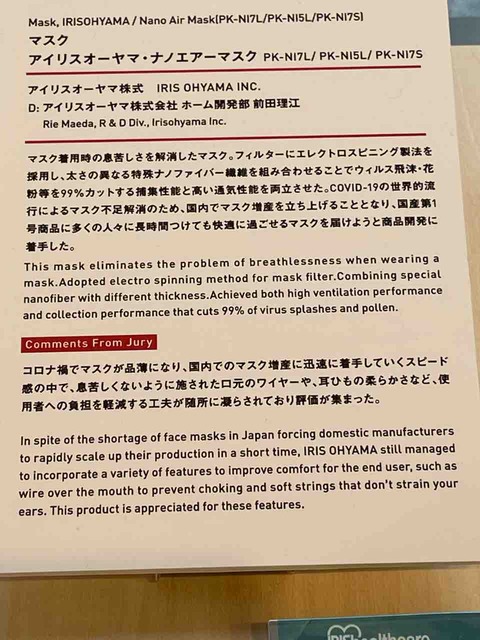 Mask, IRISOHYAMA / Nano Air Mask(PK-NI7L/PK-NI5L/PK-NI7S)
マスク
アイリスオーヤマ・ナノエアーマスク PK-NI7L/ PK-NI5L/ PK-NI7S
アイリスオーヤマ株式 IRIS OHYAMA INC.
D: アイリスオーヤマ株式会社 ホーム開発部 前田理江
Rie Maeda, R & D Div., Irisohyama Inc.
マスク着用時の息苦しさを解消したマスク。フィルターにエレクトロスピニング製法を
採用し、太さの異なる特殊ナノファイバー繊維を組み合わせることでウィルス飛沫・花
粉等を99％カットする捕集性能と高い通気性能を両立させた。COVID-19の世界的流
行によるマスク不足解消のため、国内でマスク増産を立ち上げることとなり、国産第1
号商品に多くの人々に長時間つけても快適に過ごせるマスクを届けようと商品開発に
着手した。
This mask eliminates the problem of breathlessness when wearing a
mask.Adopted electro spinning method for mask filter.Combining special
nanofiber with different thickness.Achieved both high ventilation performance
and collection performance that cuts 99% of virus splashes and pollen.
Comments From Jury
コロナ禍でマスクが品薄になり、国内でのマスク増産に迅速に着手していくスピード
感の中で、息苦しくないように施された口元のワイヤーや、耳ひもの柔らかさなど、使
用者への負担を軽減する工夫が随所に凝らされており評価が集まった。
In spite of the shortage of face masks in Japan forcing domestic manufacturers
to rapidly scale up their production in a short time, IRIS OHYAMA still managed
to incorporate a variety of features to improve comfort for the end user, such as
wire over the mouth to prevent choking and soft strings that don't strain your
ears. This product is appreciated for these features.
healthcare